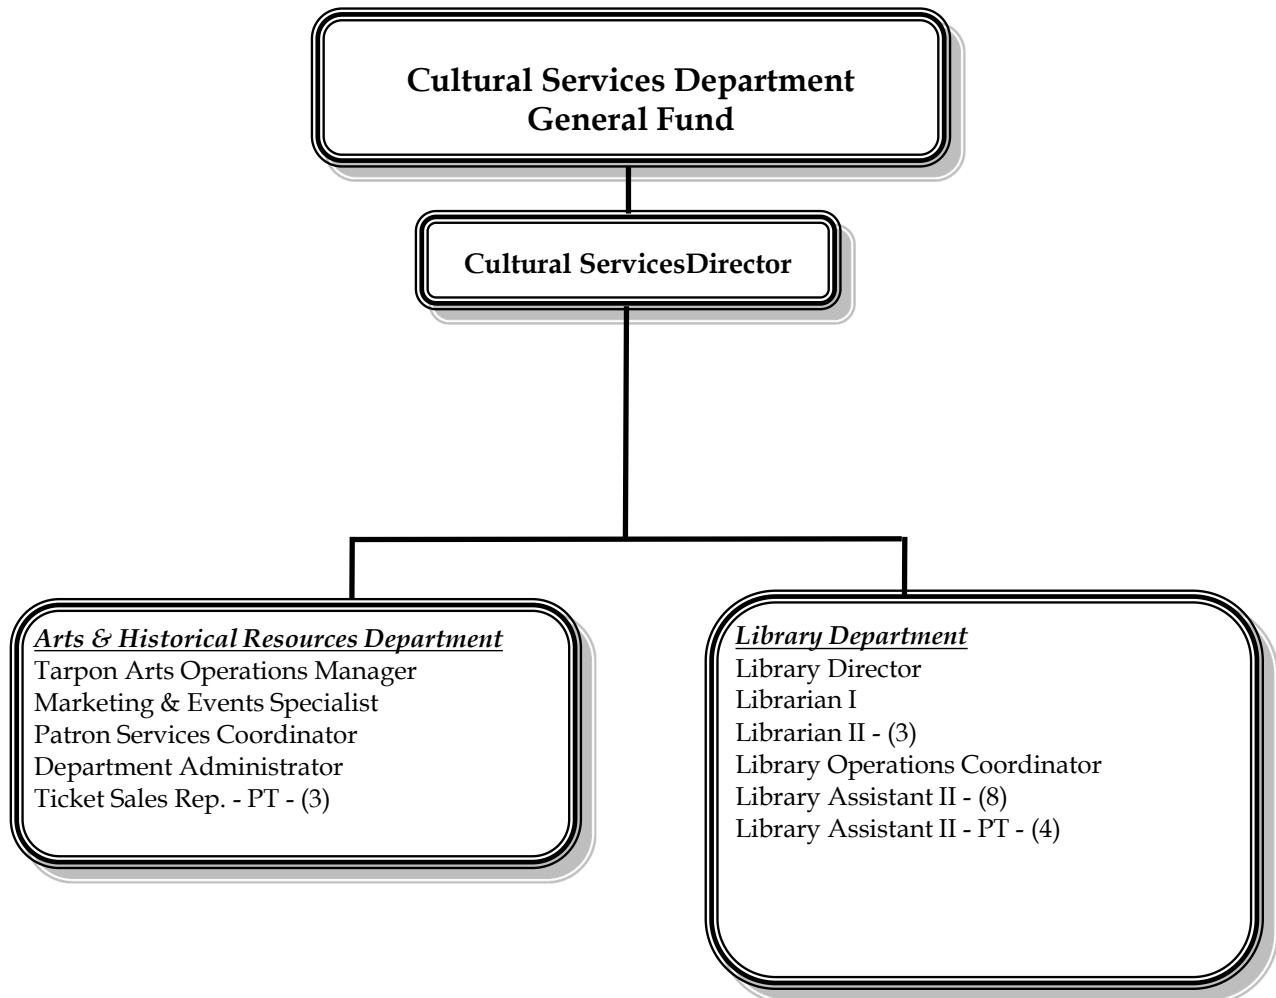 Cultural Services Department
General Fund
Cultural ServicesDirector
Arts & Historical Resources Department
Tarpon Arts Operations Manager
Marketing & Events Specialist
Patron Services Coordinator
Department Administrator
Ticket Sales Rep. - PT - (3)
Library Department
Library Director
Librarian I
Librarian II - (3)
Library Operations Coordinator
Library Assistant II - (8)
Library Assistant II - PT - (4)